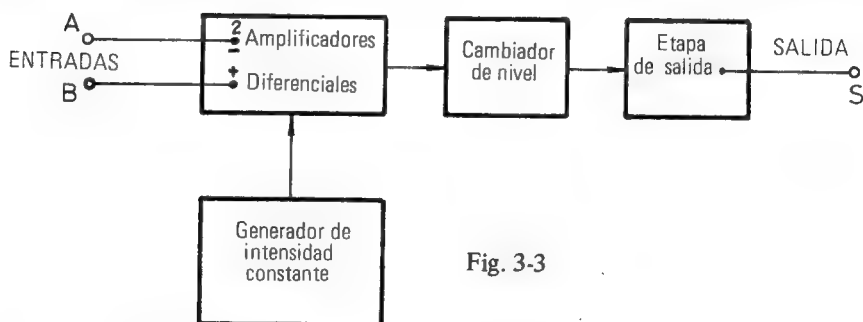 A
ENTRADAS
B
2
-
Amplificadores
+
Diferenciales
Cambiador
de nivel
Etapa
de salida
SALIDA
S
Generador de
intensidad
constante
Fig. 3-3